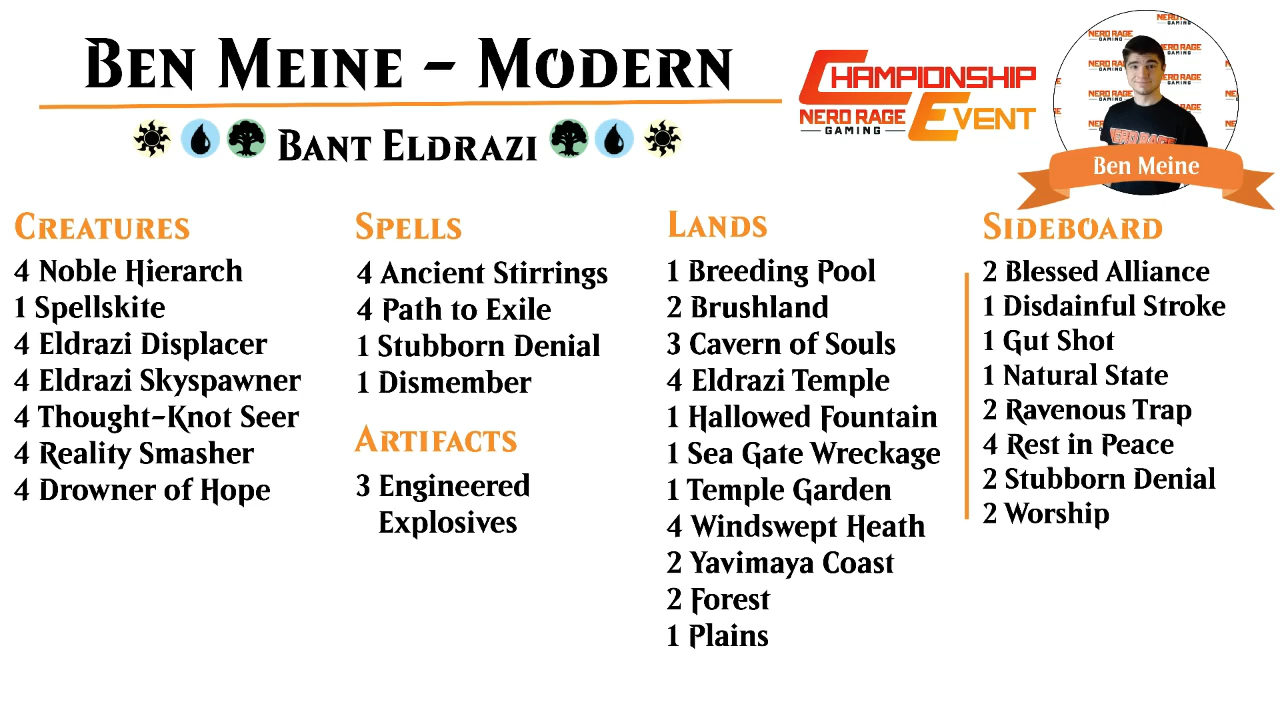 Ben Meine – Modern
Bant Eldrazi
Championship
Nerd Rage
Gaming
Event
Ben Meine
Creatures
4 Noble Hierarch
1 Spellskite
4 Eldrazi Displacer
4 Eldrazi Skyspawner
4 Thought-Knot Seer
4 Reality Smasher
4 Drowner of Hope
Spells
4 Ancient Stirrings
4 Path to Exile
1 Stubborn Denial
1 Dismember
Artifacts
3 Engineered
Explosives
Lands
1 Breeding Pool
2 Brushland
3 Cavern of Souls
4 Eldrazi Temple
1 Hallowed Fountain
1 Sea Gate Wreckage
1 Temple Garden
4 Windswept Heath
2 Yavimaya Coast
2 Forest
1 Plains
Sideboard
2 Blessed Alliance
1 Disdainful Stroke
1 Gut Shot
1 Natural State
2 Ravenous Trap
4 Rest in Peace
2 Stubborn Denial
2 Worship